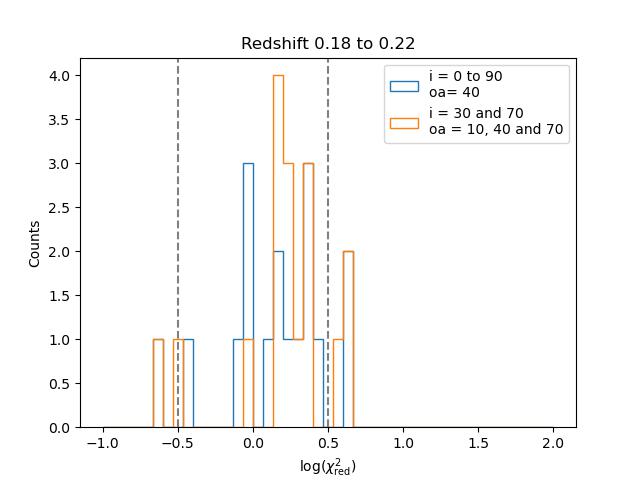 Redshift 0.18 to 0.22
i = 0 to 90
oa= 40
i = 30 and 70
oa = 10, 40 and 70
4.0
3.5
3.0
2.5
2.0
1.5
1.0
0.5
0.0
Counts
−1.0 −0.5 0.0 0.5 1.0 1.5 2.0
log(χ²red)